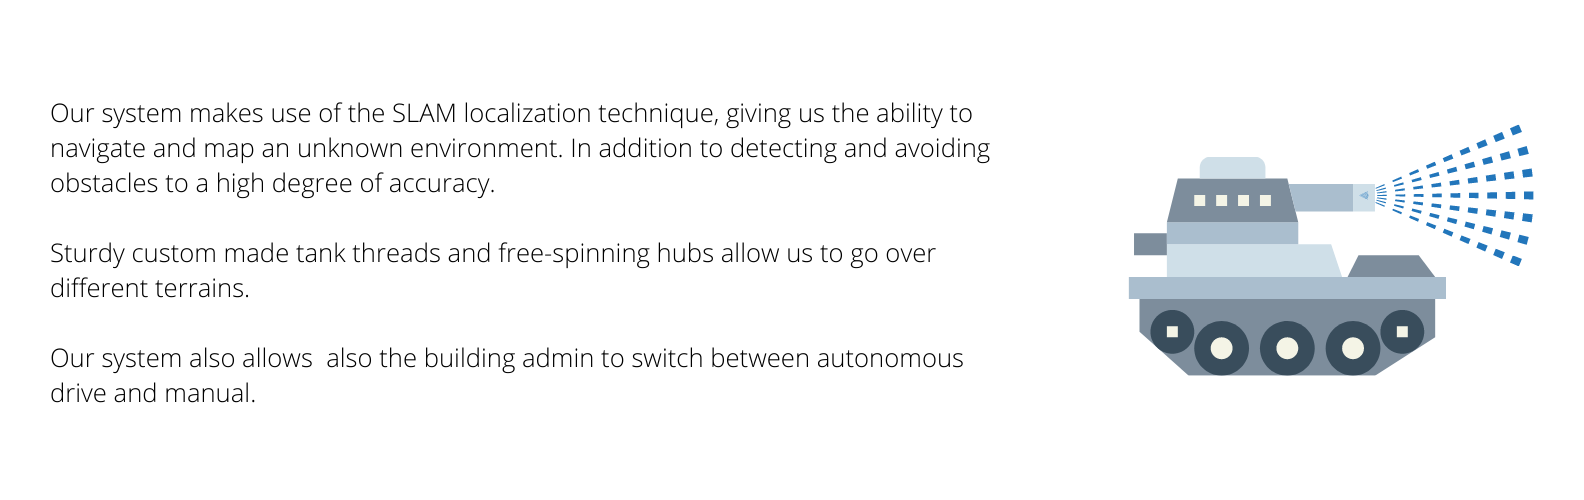 Our system makes use of the SLAM localization technique, giving us the ability to
navigate and map an unknown environment. In addition to detecting and avoiding
obstacles to a high degree of accuracy.
Sturdy custom made tank threads and free-spinning hubs allow us to go over
different terrains.
Our system also allows  also the building admin to switch between autonomous
drive and manual.